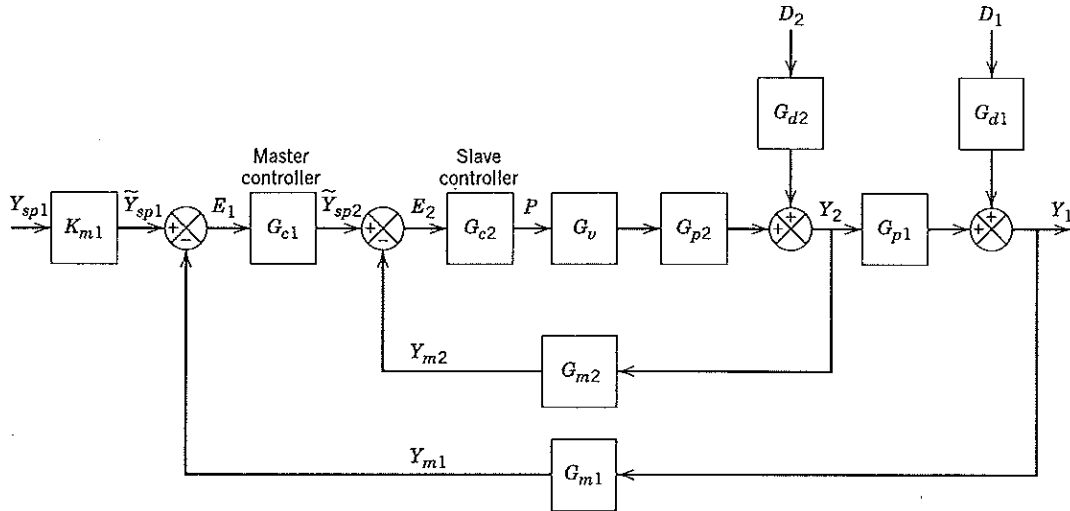 D2
D1
Gd2
Gd1
Master
controller
Slave
controller
Ysp1
Km1
Ỹsp1
+
−
E1
Gc1
Ỹsp2
+
−
E2
Gc2
P
Gv
Gp2
+
+
Y2
Gp1
+
+
Y1
Ym2
Gm2
Ym1
Gm1